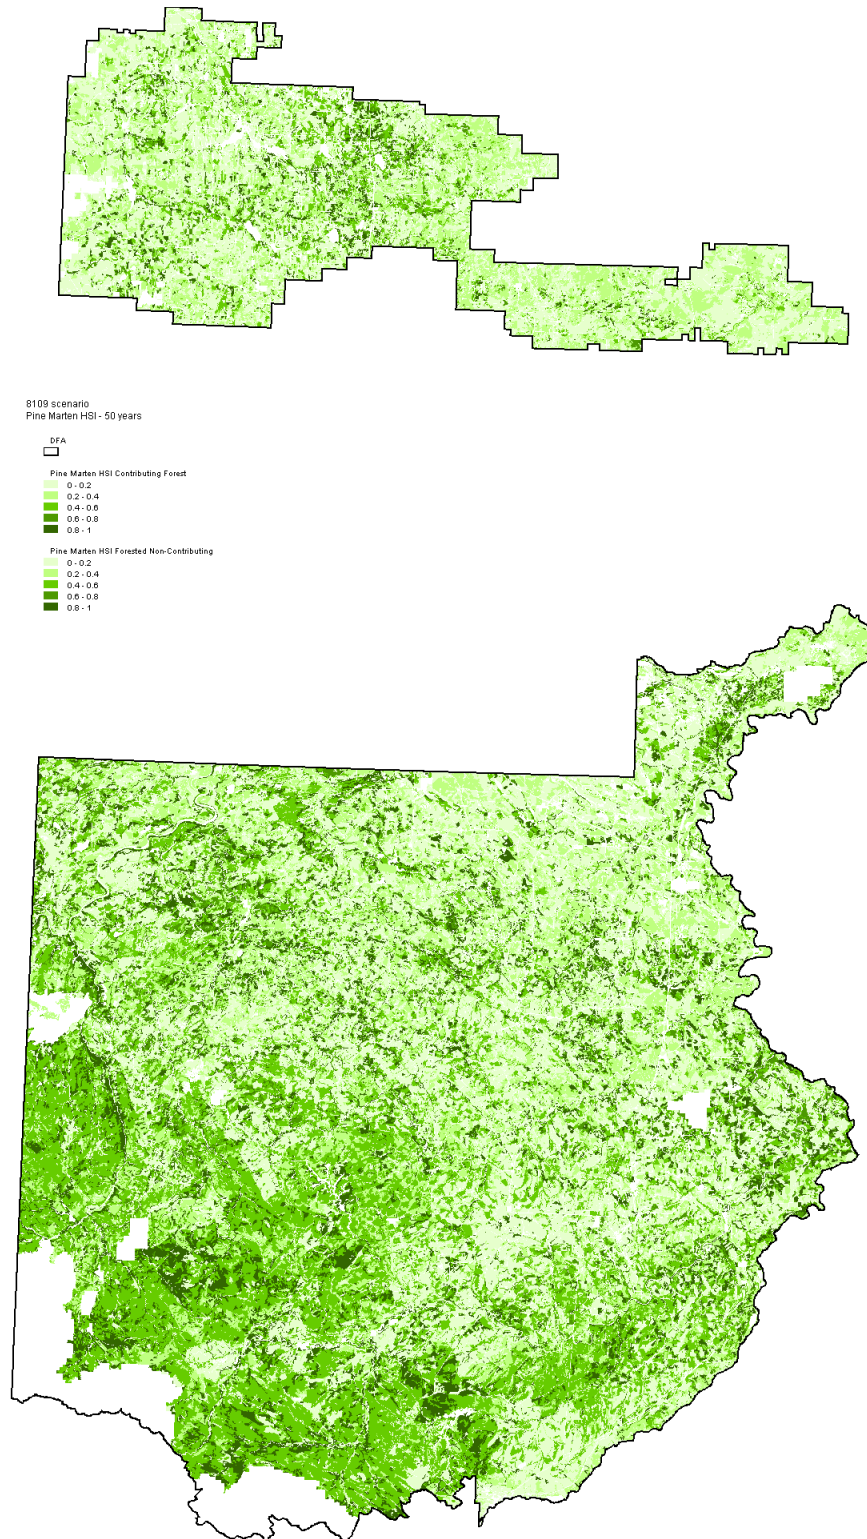 8109 scenario
Pine Marten HSI - 50 years
DFA
Pine Marten HSI Contributing Forest
0 - 0.2
0.2 - 0.4
0.4 - 0.6
0.6 - 0.8
0.8 - 1
Pine Marten HSI Forested Non-Contributing
0 - 0.2
0.2 - 0.4
0.4 - 0.6
0.6 - 0.8
0.8 - 1